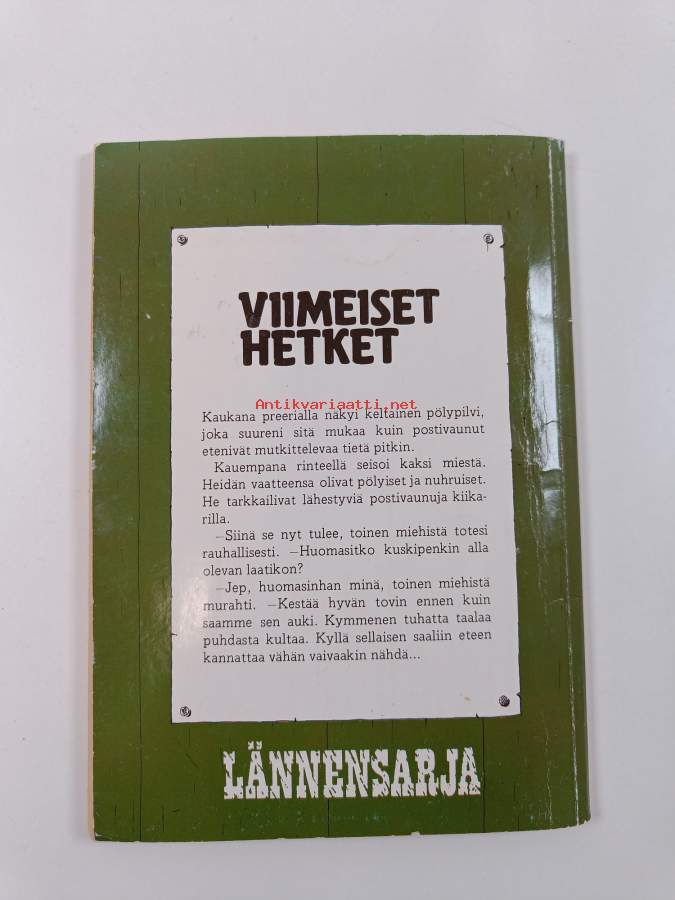 VIIMEISET
HETKET
Antikvariaatti.net
Kaukana preerialla näkyi keltainen pölypilvi,
joka suureni sitä mukaa kuin postivaunut
etenivät mutkittelevaa tietä pitkin.
Kauempana rinteellä seisoi kaksi miestä.
Heidän vaatteensa olivat pölyiset ja nuhruiset.
He tarkkailivat lähestyviä postivaunuja kiika-
rilla.
—Siinä se nyt tulee, toinen miehistä totesi
rauhallisesti. —Huomasitko kuskipenkin alla
olevan laatikon?
—Jep, huomasinhan minä, toinen miehistä
murahti. —Kestää hyvän tovin ennen kuin
saamme sen auki. Kymmenen tuhatta taalaa
puhdasta kultaa. Kyllä sellaisen saaliin eteen
kannattaa vähän vaivaakin nähdä...
LÄNNENSARJA